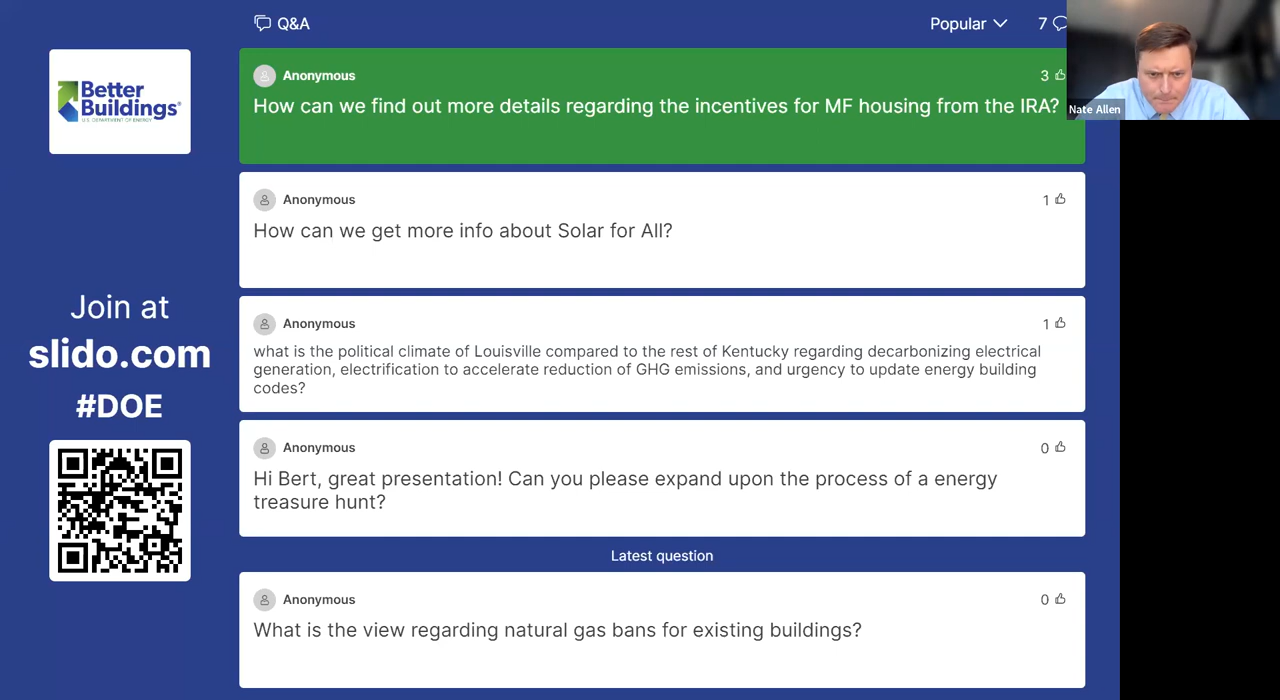 Q&A
Popular
7
Better
Buildings®
U.S. DEPARTMENT OF ENERGY
Join at
slido.com
#DOE
Anonymous
3
How can we find out more details regarding the incentives for MF housing from the IRA?
Anonymous
1
How can we get more info about Solar for All?
Anonymous
1
what is the political climate of Louisville compared to the rest of Kentucky regarding decarbonizing electrical
generation, electrification to accelerate reduction of GHG emissions, and urgency to update energy building
codes?
Anonymous
0
Hi Bert, great presentation! Can you please expand upon the process of a energy
treasure hunt?
Latest question
Anonymous
0
What is the view regarding natural gas bans for existing buildings?
Nate Allen